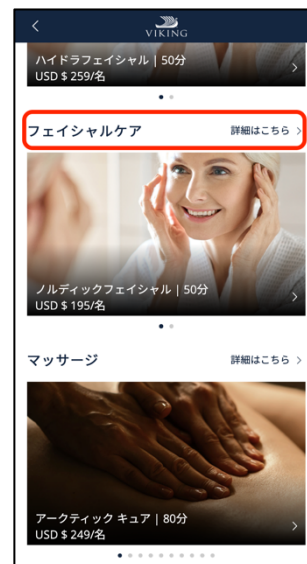 VIKING
ハイドラフェイシャル | 50分
USD $ 259/名
フェイシャルケア 詳細はこちら
ノルディックフェイシャル | 50分
USD $ 195/名
マッサージ 詳細はこちら
アークティック キュア | 80分
USD $ 249/名